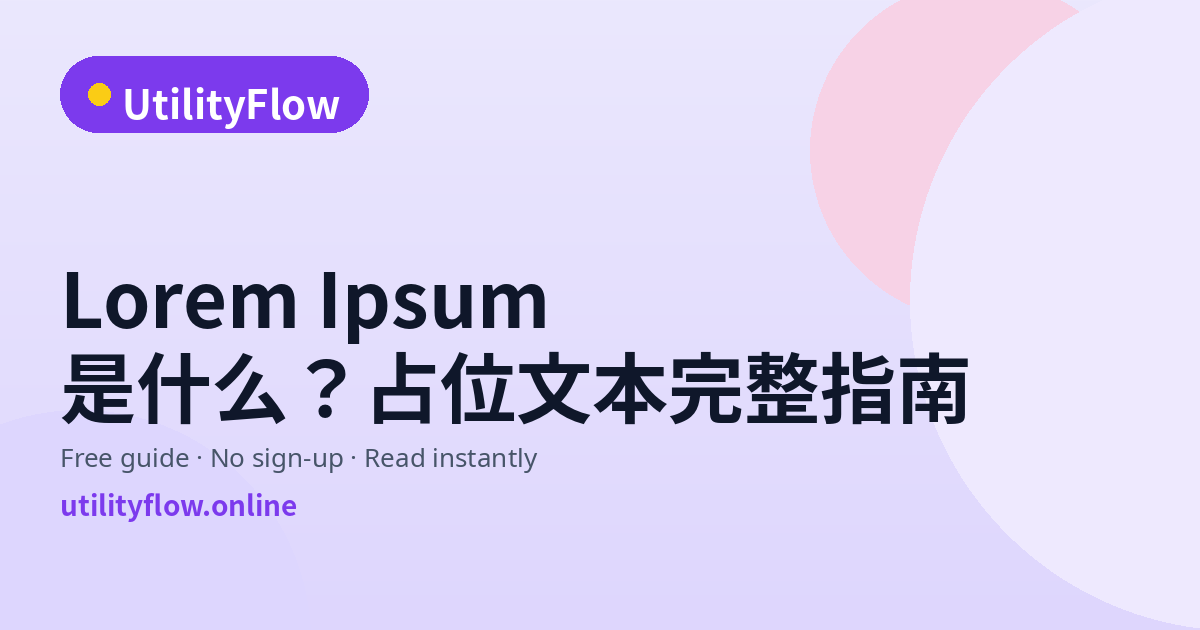 UtilityFlow
Lorem Ipsum
是什么？占位文本完整指南
Free guide · No sign-up · Read instantly
utilityflow.online